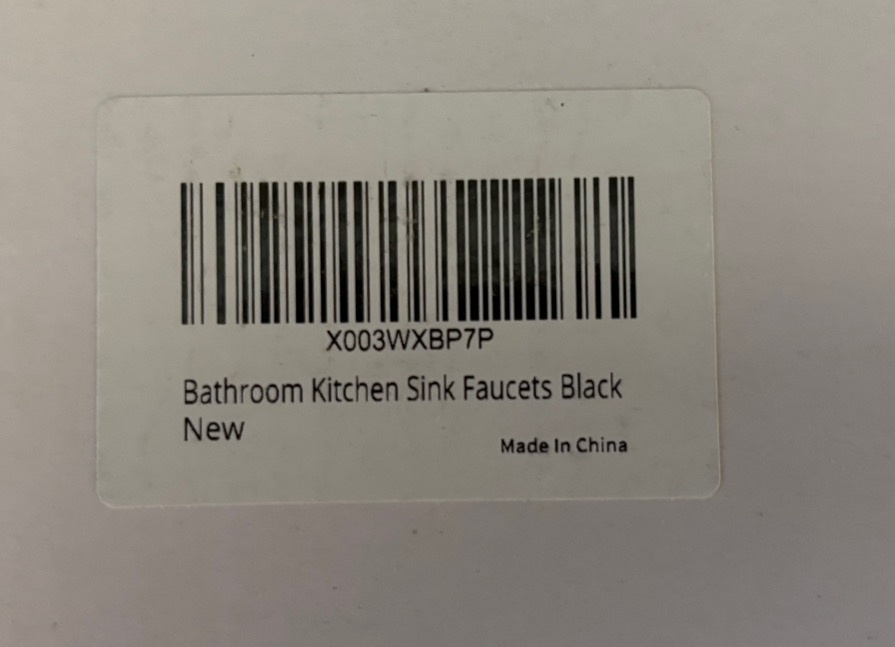 X003WXBP7P
Bathroom Kitchen Sink Faucets Black
New
Made In China